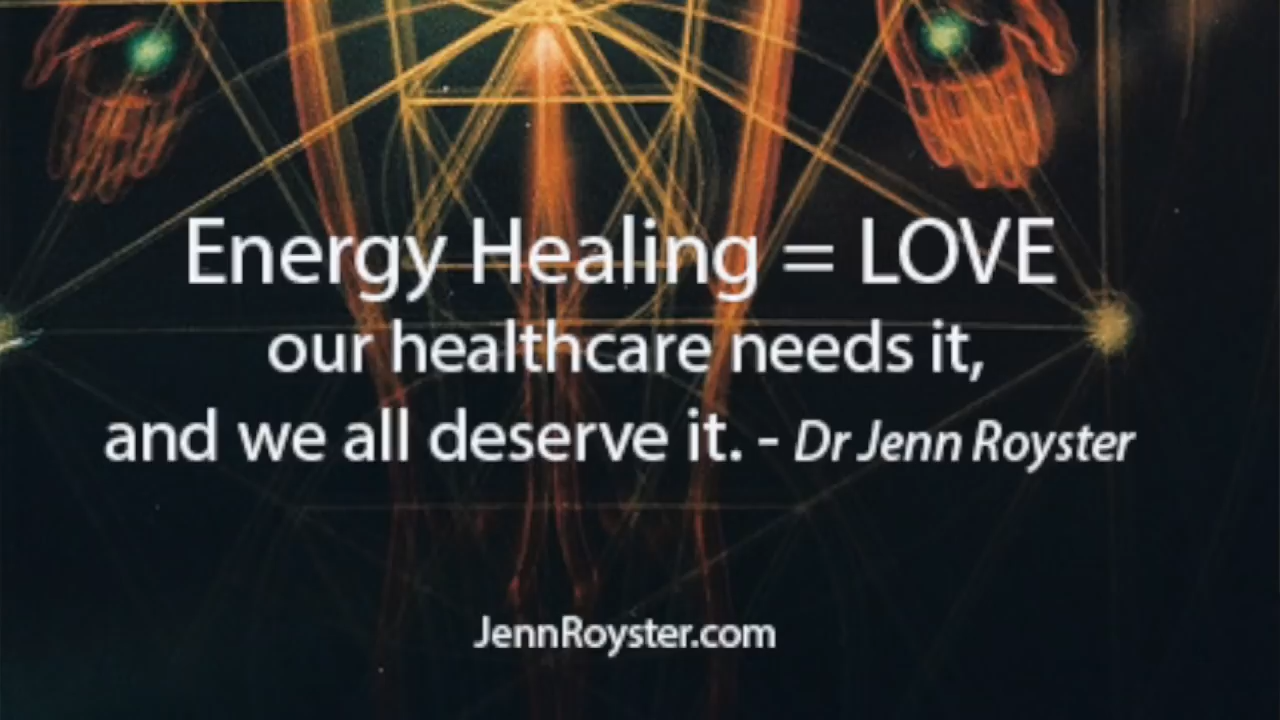 Energy Healing = LOVE
our healthcare needs it,
and we all deserve it. - Dr Jenn Royster
JennRoyster.com